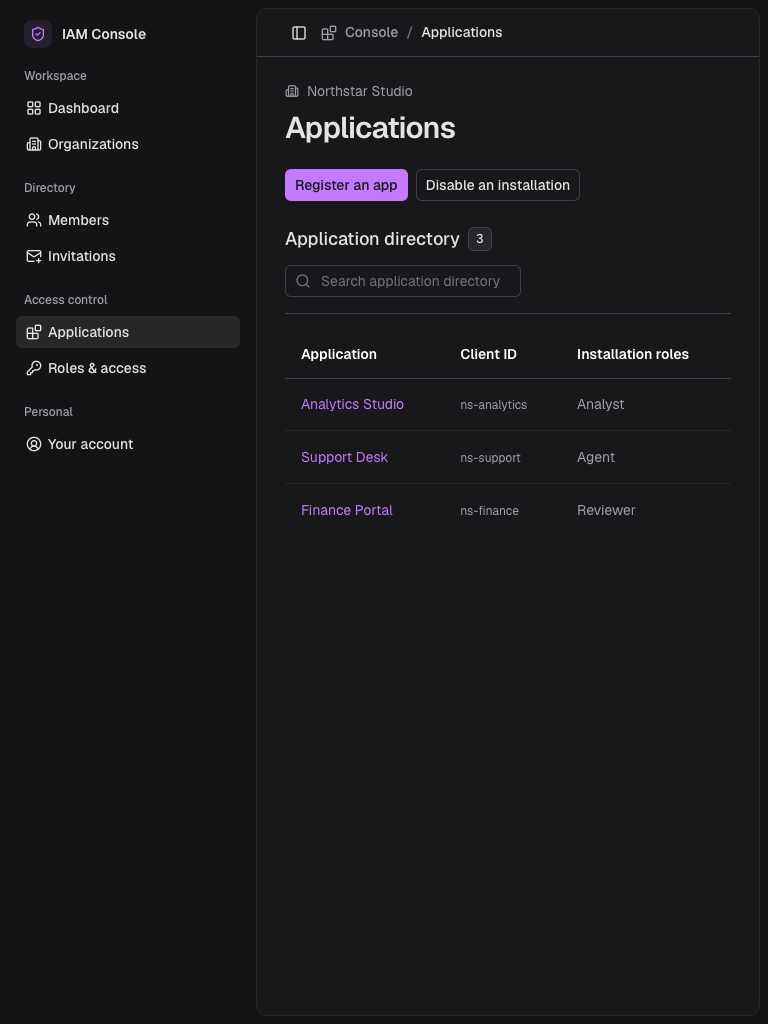 IAM Console
Workspace
Dashboard
Organizations
Directory
Members
Invitations
Access control
Applications
Roles & access
Personal
Your account
Console / Applications
Northstar Studio
Applications
Register an app Disable an installation
Application directory 3
Search application directory
Application Client ID Installation roles
Analytics Studio ns-analytics Analyst
Support Desk ns-support Agent
Finance Portal ns-finance Reviewer